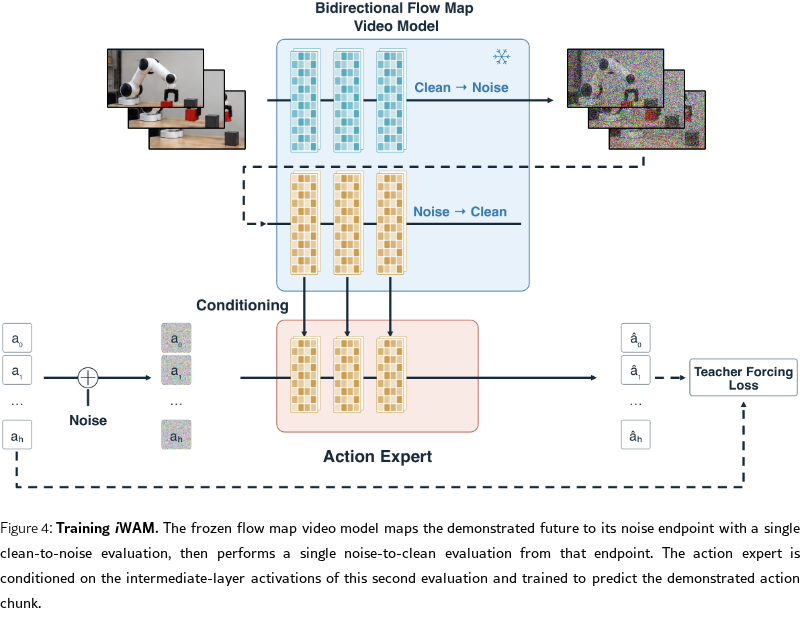 Bidirectional Flow Map
Video Model
Clean → Noise
Noise → Clean
Conditioning
a₀
a₁
...
aₕ
Noise
a₀
a₁
...
aₕ
Action Expert
â₀
â₁
...
âₕ
Teacher Forcing
Loss
Figure 4: Training iWAM. The frozen flow map video model maps the demonstrated future to its noise endpoint with a single
clean-to-noise evaluation, then performs a single noise-to-clean evaluation from that endpoint. The action expert is
conditioned on the intermediate-layer activations of this second evaluation and trained to predict the demonstrated action
chunk.